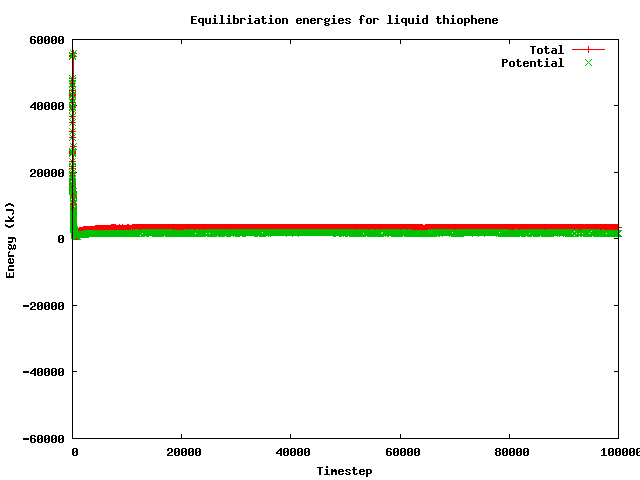 Equilibriation energies for liquid thiophene
Total
Potential
60000
40000
20000
0
-20000
-40000
-60000
Energy (kJ)
0 20000 40000 60000 80000 100000
Timestep